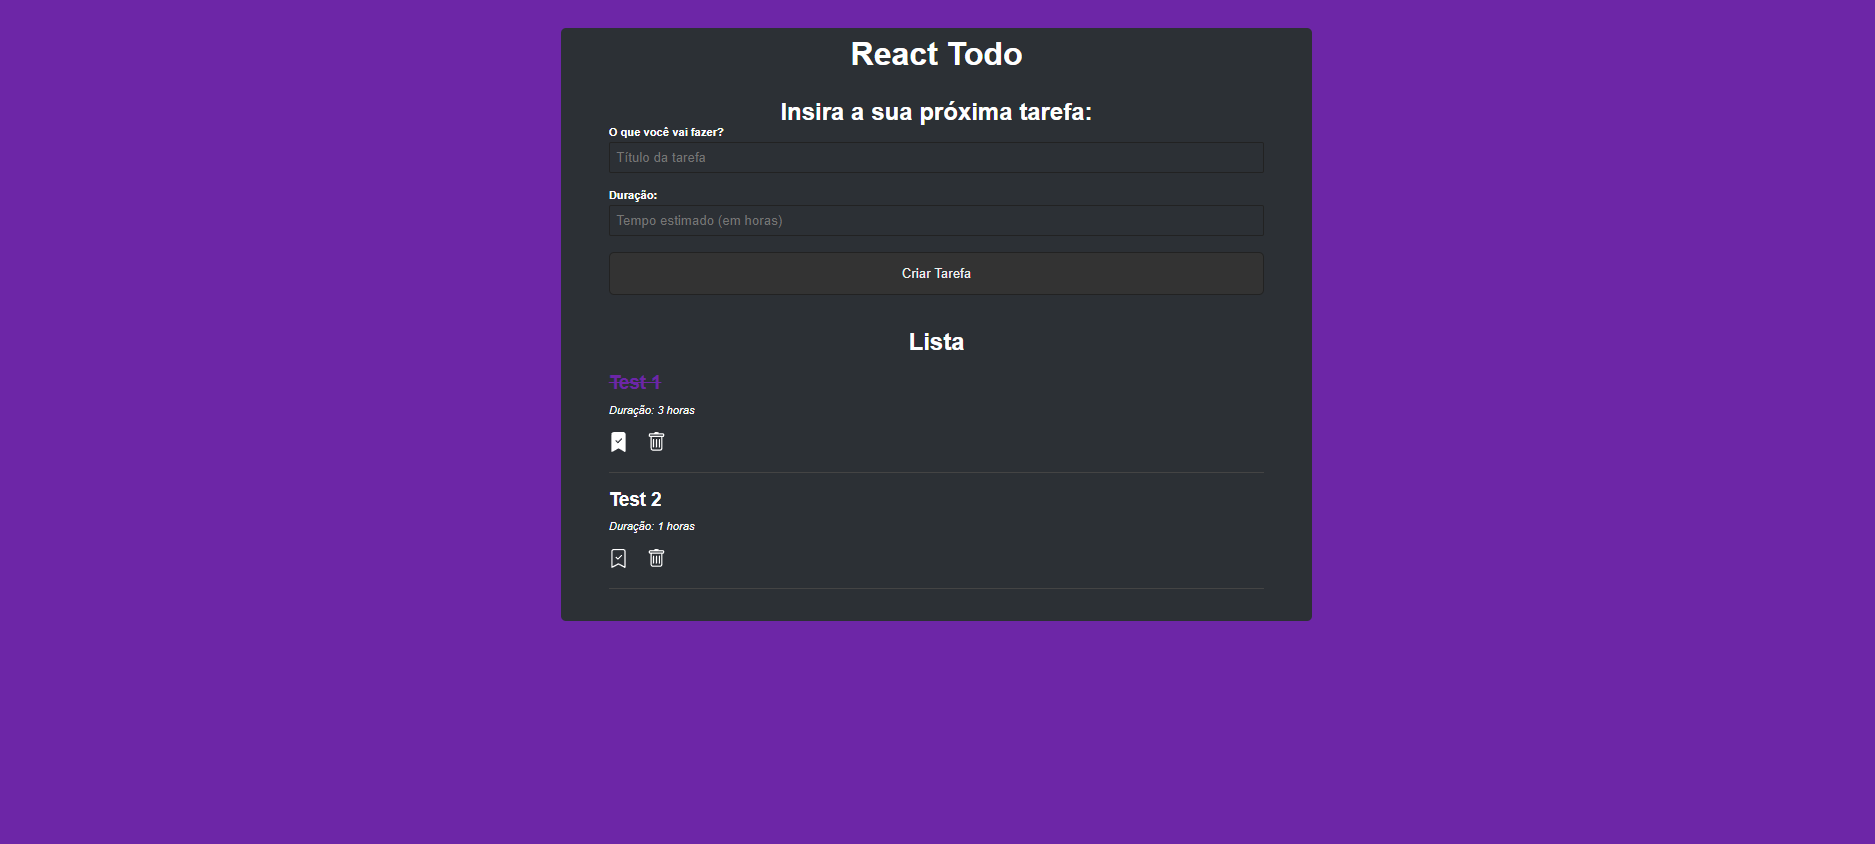 React Todo
Insira a sua próxima tarefa:
O que você vai fazer?
Título da tarefa
Duração:
Tempo estimado (em horas)
Criar Tarefa
Lista
Test 1
Duração: 3 horas
Test 2
Duração: 1 horas